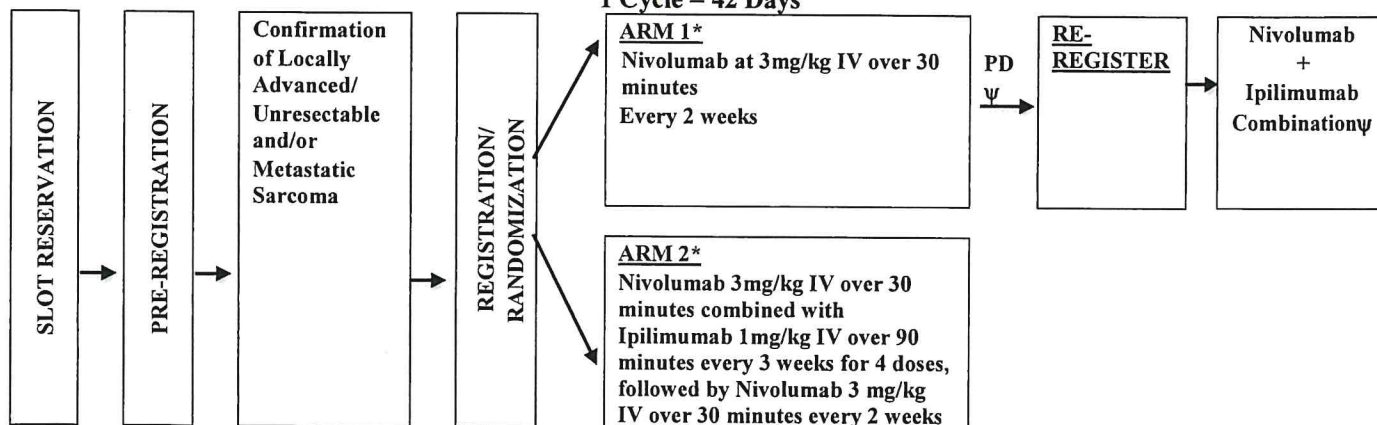 1 Cycle – 42 Days
SLOT RESERVATION
PRE-REGISTRATION
Confirmation
of Locally
Advanced/
Unresectable
and/or
Metastatic
Sarcoma
REGISTRATION/
RANDOMIZATION
ARM 1*
Nivolumab at 3mg/kg IV over 30
minutes
Every 2 weeks
PD
Ψ
RE-
REGISTER
Nivolumab
+
Ipilimumab
CombinationΨ
ARM 2*
Nivolumab 3mg/kg IV over 30
minutes combined with
Ipilimumab 1mg/kg IV over 90
minutes every 3 weeks for 4 doses,
followed by Nivolumab 3 mg/kg
IV over 30 minutes every 2 weeks